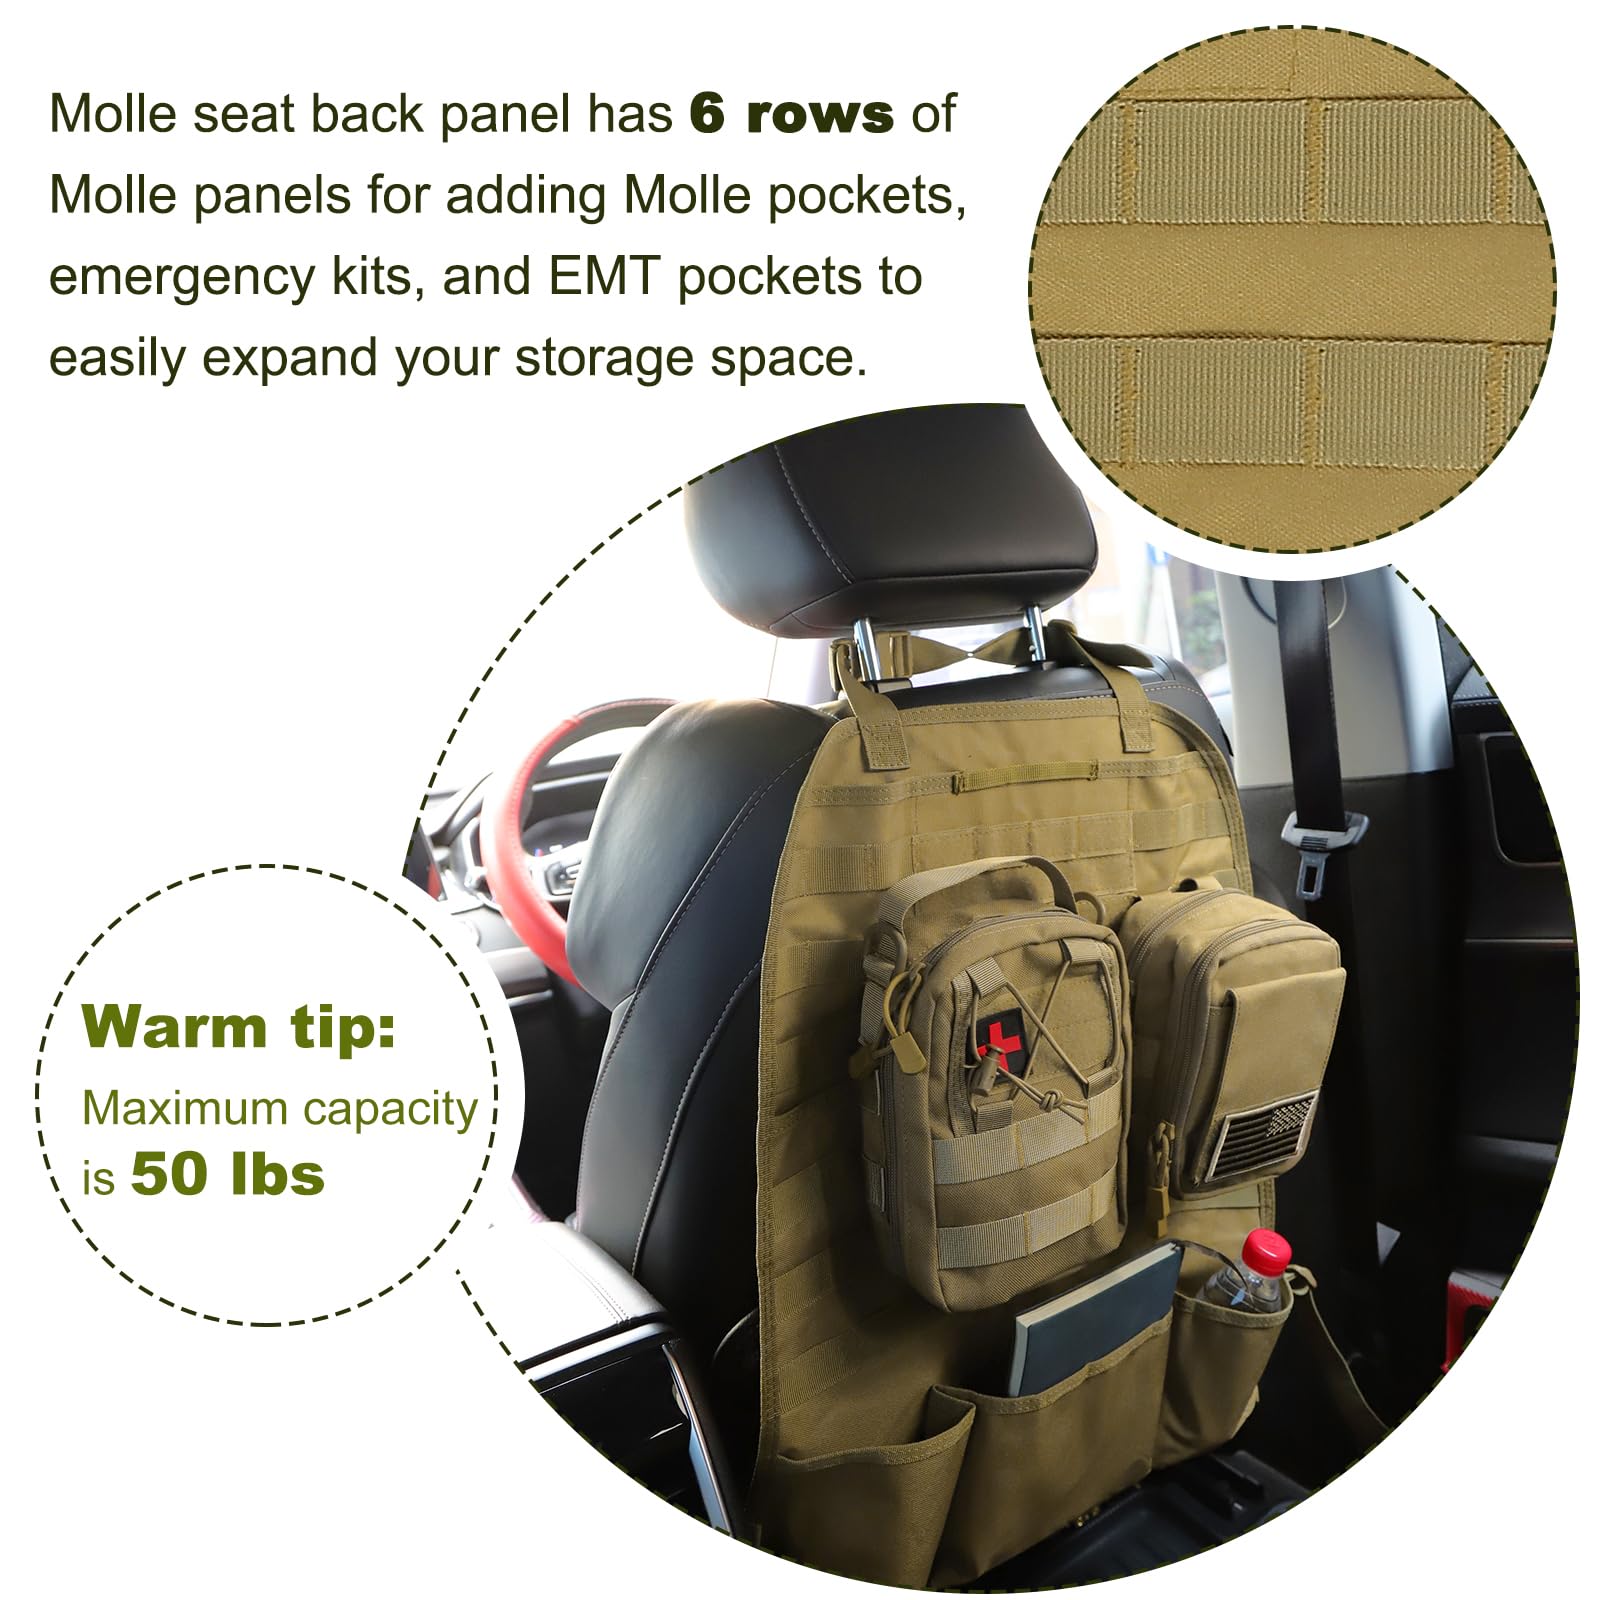 Molle seat back panel has 6 rows of
Molle panels for adding Molle pockets,
emergency kits, and EMT pockets to
easily expand your storage space.
Warm tip:
Maximum capacity
is 50 lbs